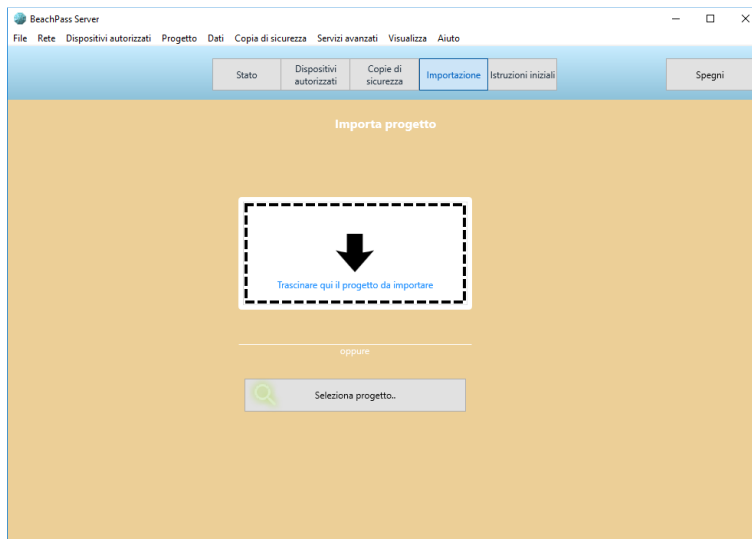 BeachPass Server
File Rete Dispositivi autorizzati Progetto Dati Copia di sicurezza Servizi avanzati Visualizza Aiuto
Stato
Dispositivi
autorizzati
Copie di
sicurezza
Importazione
Istruzioni iniziali
Spegni
Importa progetto
Trascinare qui il progetto da importare
oppure
Seleziona progetto..